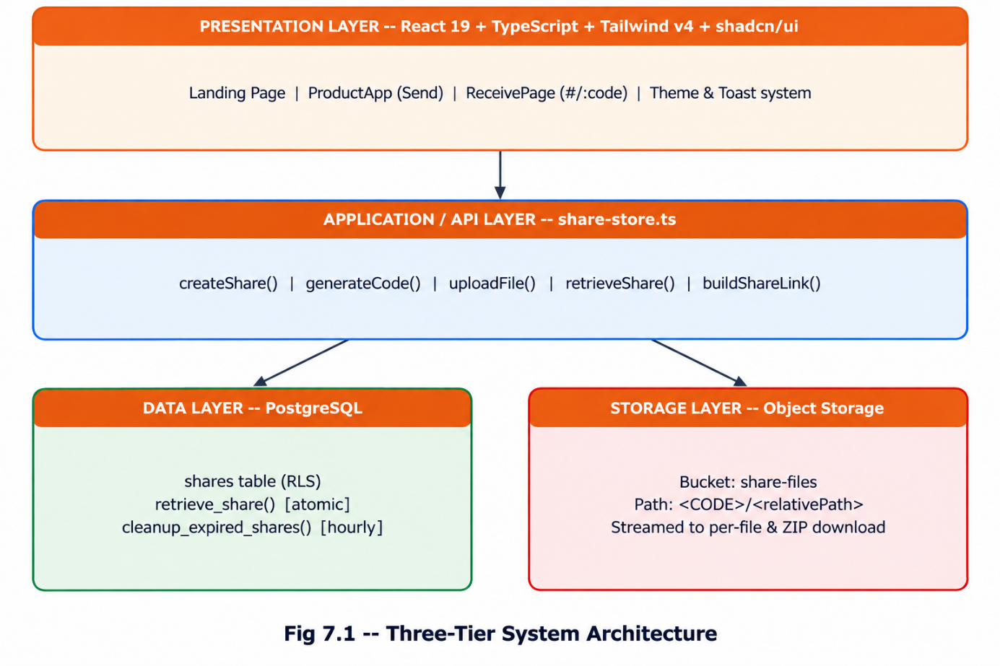 PRESENTATION LAYER -- React 19 + TypeScript + Tailwind v4 + shadcn/ui
Landing Page | ProductApp (Send) | ReceivePage (#/:code) | Theme & Toast system
APPLICATION / API LAYER -- share-store.ts
createShare() | generateCode() | uploadFile() | retrieveShare() | buildShareLink()
DATA LAYER -- PostgreSQL
shares table (RLS)
retrieve_share() [atomic]
cleanup_expired_shares() [hourly]
STORAGE LAYER -- Object Storage
Bucket: share-files
Path: <CODE>/<relativePath>
Streamed to per-file & ZIP download
Fig 7.1 -- Three-Tier System Architecture